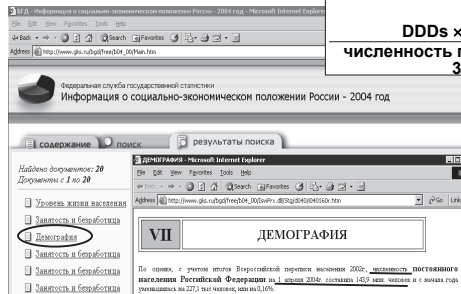 БГД - Информация о социально-экономическом положении России - 2004 год - Microsoft Internet Explorer
File Edit View Favorites Tools Help
Back Search Favorites
Address http://www.gks.ru/bgd/free/b04_00/Main.htm
DDDs ×
численность п
3
Федеральная служба государственной статистики
Информация о социально-экономическом положении России - 2004 год
содержание поиск результаты поиска
Найдено документов: 20
Документы с 1 по 20
Уровень жизни населения
Занятость и безработица
Демография
Занятость и безработица
Занятость и безработица
Занятость и безработица
ДЕМОГРАФИЯ - Microsoft Internet Explorer
File Edit View Favorites Tools Help
Back Search Favorites
Address http://www.gks.ru/bgd/free/b04_00/IswPrx.dll/Stg/d040/i040160r.htm Go Links
VII ДЕМОГРАФИЯ
По оценке, с учетом итогов Всероссийской переписи населения 2002г., численность постоянного
населения Российской Федерации на 1 апреля 2004г. составила 143,9 млн. человек и с начала года
уменьшилась на 227,1 тыс человек, или на 0,16%.